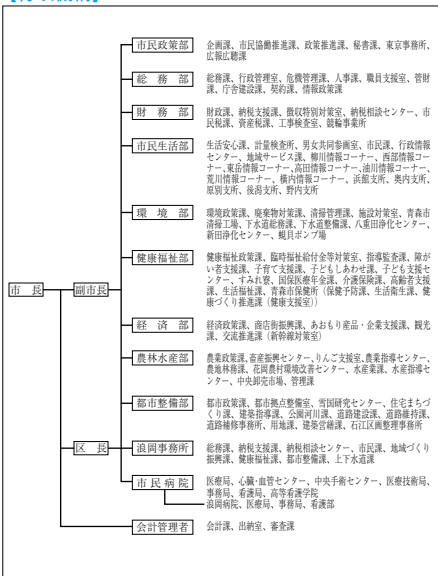 市民政策部
企画課、市民協働推進課、政策推進課、秘書課、東京事務所、
広報広聴課
総務部
総務課、行政管理室、危機管理課、人事課、職員支援室、管財
課、庁舎建設課、契約課、情報政策課
財務部
財政課、納税支援課、徴収特別対策室、納税相談センター、市
民税課、資産税課、工事検査室、競輪事業所
市民生活部
生活安心課、計量検査所、男女共同参画室、市民課、行政情報
センター、地域サービス課、柳川情報コーナー、西部情報コー
ナー、東岳情報コーナー、高田情報コーナー、油川情報コーナー、
荒川情報コーナー、横内情報コーナー、浜館支所、奥内支所、
原別支所、後潟支所、野内支所
環境部
環境政策課、廃棄物対策課、清掃管理課、施設対策室、青森市
清掃工場、下水道総務課、下水道整備課、八重田浄化センター、
新田浄化センター、蜆貝ポンプ場
健康福祉部
健康福祉政策課、臨時福祉給付金等対策室、指導監査課、障が
い者支援課、子育て支援課、子どもしあわせ課、子ども支援セ
ンター、すみれ寮、国保医療年金課、介護保険課、高齢者支援
課、生活福祉課、青森市保健所（保健予防課、生活衛生課、健
康づくり推進課（健康支援室））
市長
副市長
経済部
経済政策課、商店街振興課、あおもり産品・企業支援課、観光
課、交流推進課（新幹線対策室）
農林水産部
農業政策課、畜産振興センター、りんご支援室、農業指導センター、
農地林務課、花岡農村環境改善センター、水産業課、水産指導セ
ンター、中央卸売市場、管理課
都市整備部
都市政策課、都市拠点整備室、雪国研究センター、住宅まちづ
くり課、建築指導課、公園河川課、道路建設課、道路維持課、
道路補修事務所、用地課、建築営繕課、石江区画整理事務所
区長
浪岡事務所
総務課、納税支援課、納税相談センター、市民課、地域づくり
振興課、健康福祉課、都市整備課、上下水道課
市民病院
医療局、心臓・血管センター、中央手術センター、医療技術局、
事務局、看護局、高等看護学院
浪岡病院、医療局、事務局、看護部
会計管理者
会計課、出納室、審査課